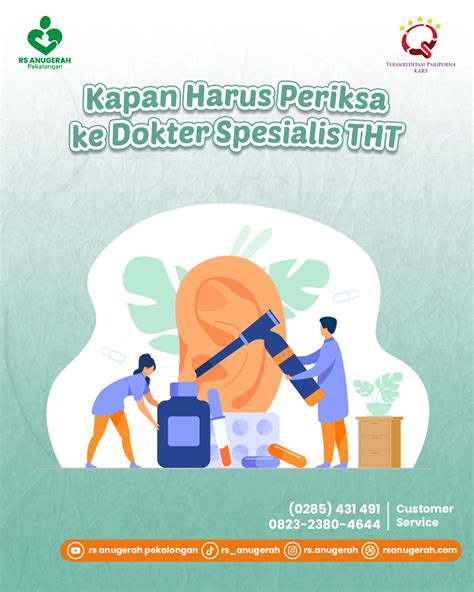 RS ANUGERAH
Pekalongan
TERAKREDITASI PARIPURNA
KARS
Kapan Harus Periksa
ke Dokter Spesialis THT
(0285) 431 491
0823-2380-4644
Customer
Service
rs anugerah pekalongan
rs_anugerah
rs.anugerah
rsanugerah.com